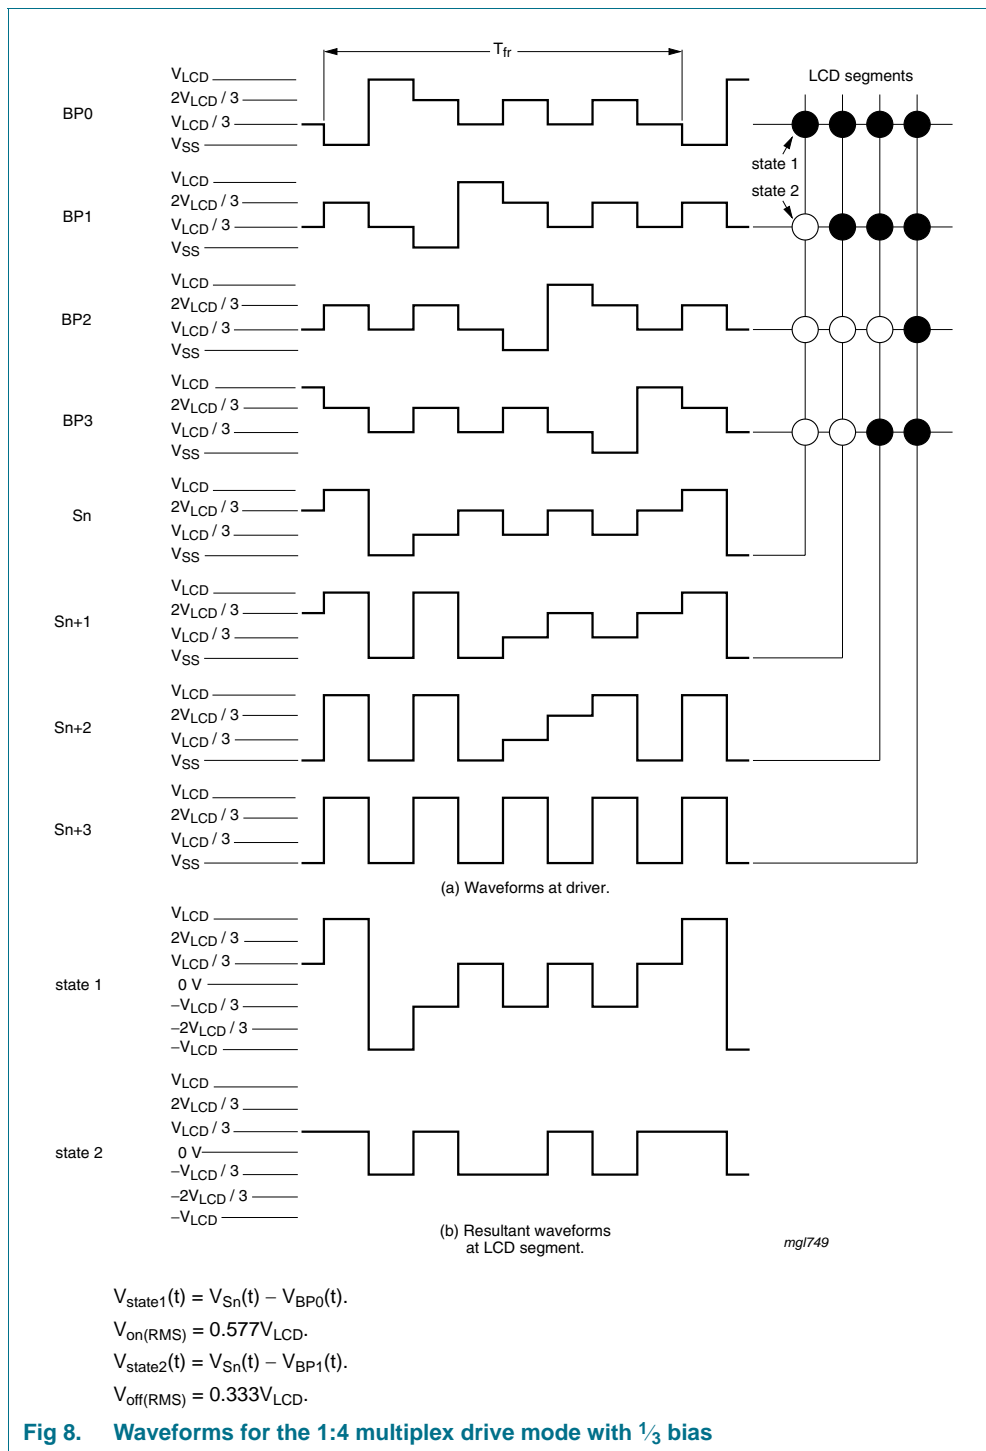 Tfr
LCD segments
BP0
VLCD
2VLCD / 3
VLCD / 3
VSS
state 1
state 2
BP1
VLCD
2VLCD / 3
VLCD / 3
VSS
BP2
VLCD
2VLCD / 3
VLCD / 3
VSS
BP3
VLCD
2VLCD / 3
VLCD / 3
VSS
Sn
VLCD
2VLCD / 3
VLCD / 3
VSS
Sn+1
VLCD
2VLCD / 3
VLCD / 3
VSS
Sn+2
VLCD
2VLCD / 3
VLCD / 3
VSS
Sn+3
VLCD
2VLCD / 3
VLCD / 3
VSS
(a) Waveforms at driver.
state 1
VLCD
2VLCD / 3
VLCD / 3
0 V
−VLCD / 3
−2VLCD / 3
−VLCD
state 2
VLCD
2VLCD / 3
VLCD / 3
0 V
−VLCD / 3
−2VLCD / 3
−VLCD
(b) Resultant waveforms
at LCD segment.
mgl749
Vstate1(t) = VSn(t) − VBP0(t).
Von(RMS) = 0.577VLCD.
Vstate2(t) = VSn(t) − VBP1(t).
Voff(RMS) = 0.333VLCD.
Fig 8. Waveforms for the 1:4 multiplex drive mode with 1⁄3 bias